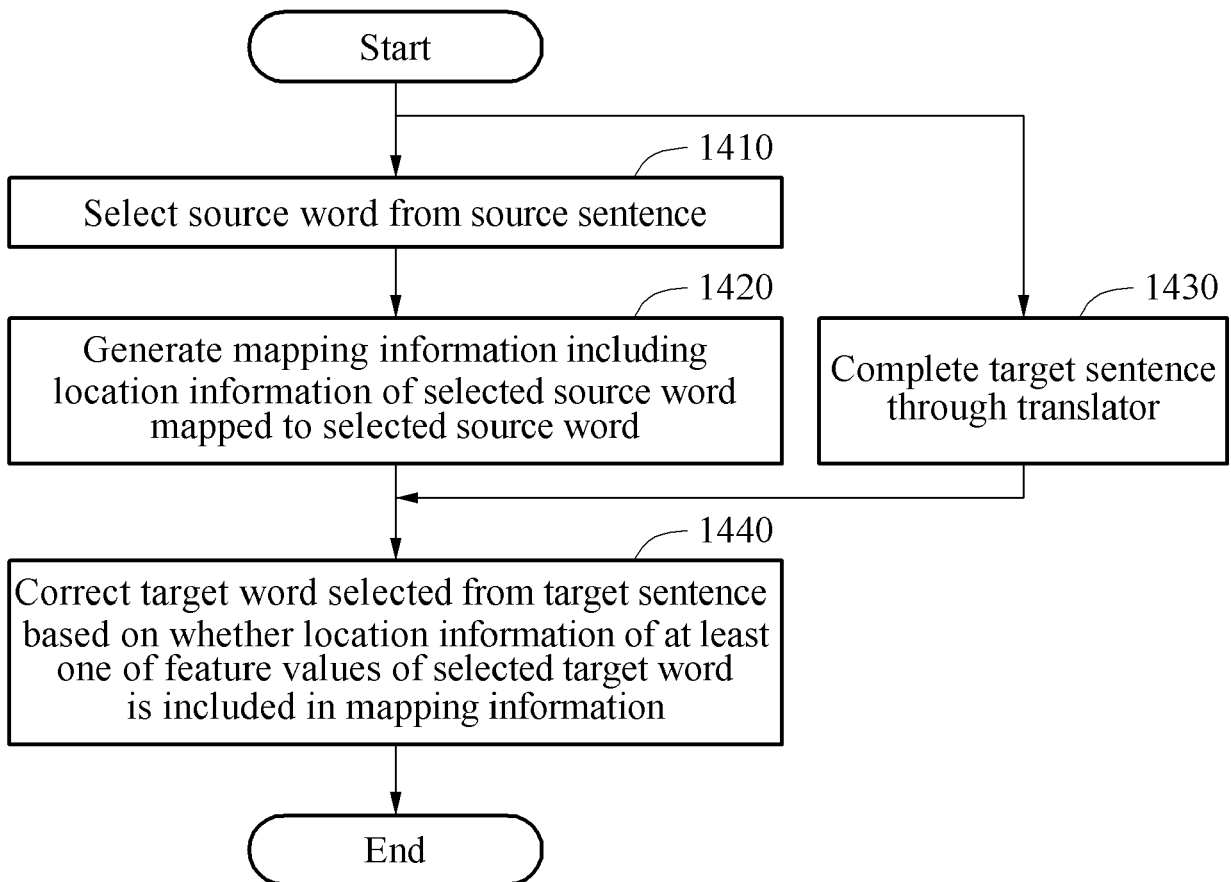 Start
1410
Select source word from source sentence
1420
Generate mapping information including
location information of selected source word
mapped to selected source word
1430
Complete target sentence
through translator
1440
Correct target word selected from target sentence
based on whether location information of at least
one of feature values of selected target word
is included in mapping information
End